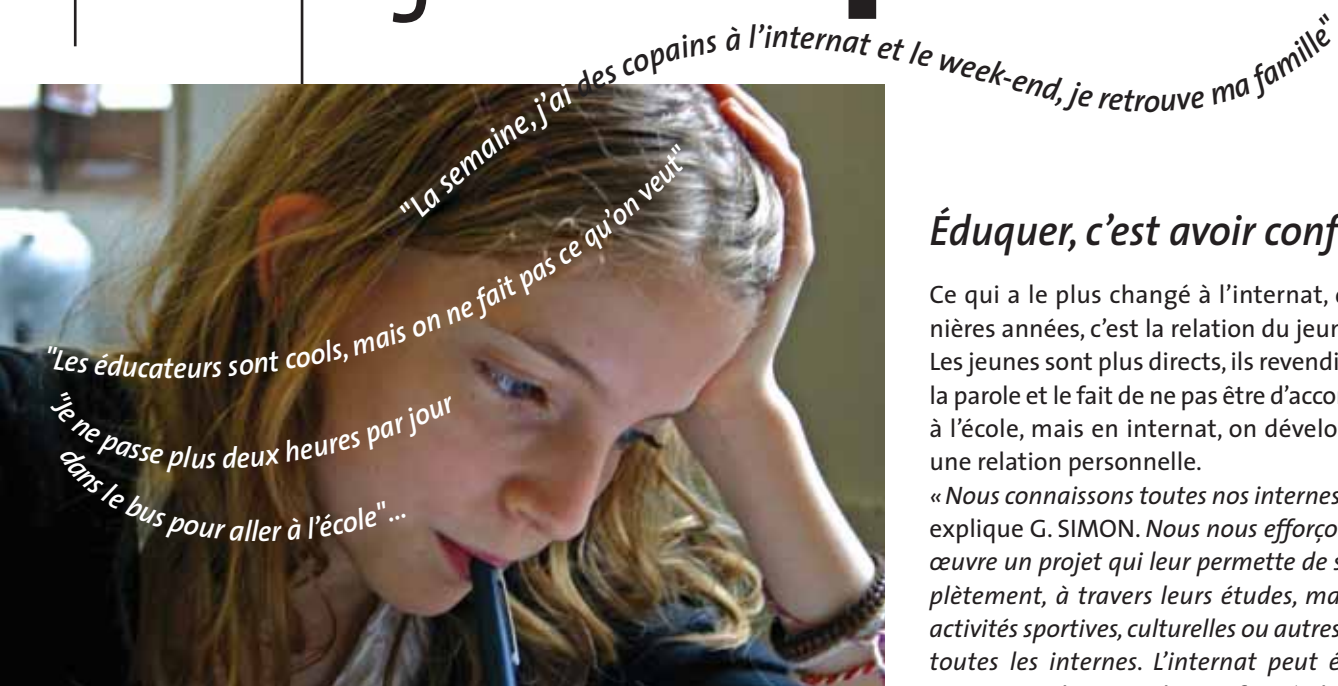 "La semaine, j'ai des copains à l'internat et le week-end, je retrouve ma famille"
"Les éducateurs sont cools, mais on ne fait pas ce qu'on veut"
"Je ne passe plus deux heures par jour
dans le bus pour aller à l'école"...
Éduquer, c'est avoir conf
Ce qui a le plus changé à l'internat,
nières années, c'est la relation du jeun
Les jeunes sont plus directs, ils revendi
la parole et le fait de ne pas être d'accor
à l'école, mais en internat, on dévelo
une relation personnelle.
« Nous connaissons toutes nos internes
explique G. SIMON. Nous nous efforço
œuvre un projet qui leur permette de s
plètement, à travers leurs études, ma
activités sportives, culturelles ou autres
toutes les internes. L'internat peut é